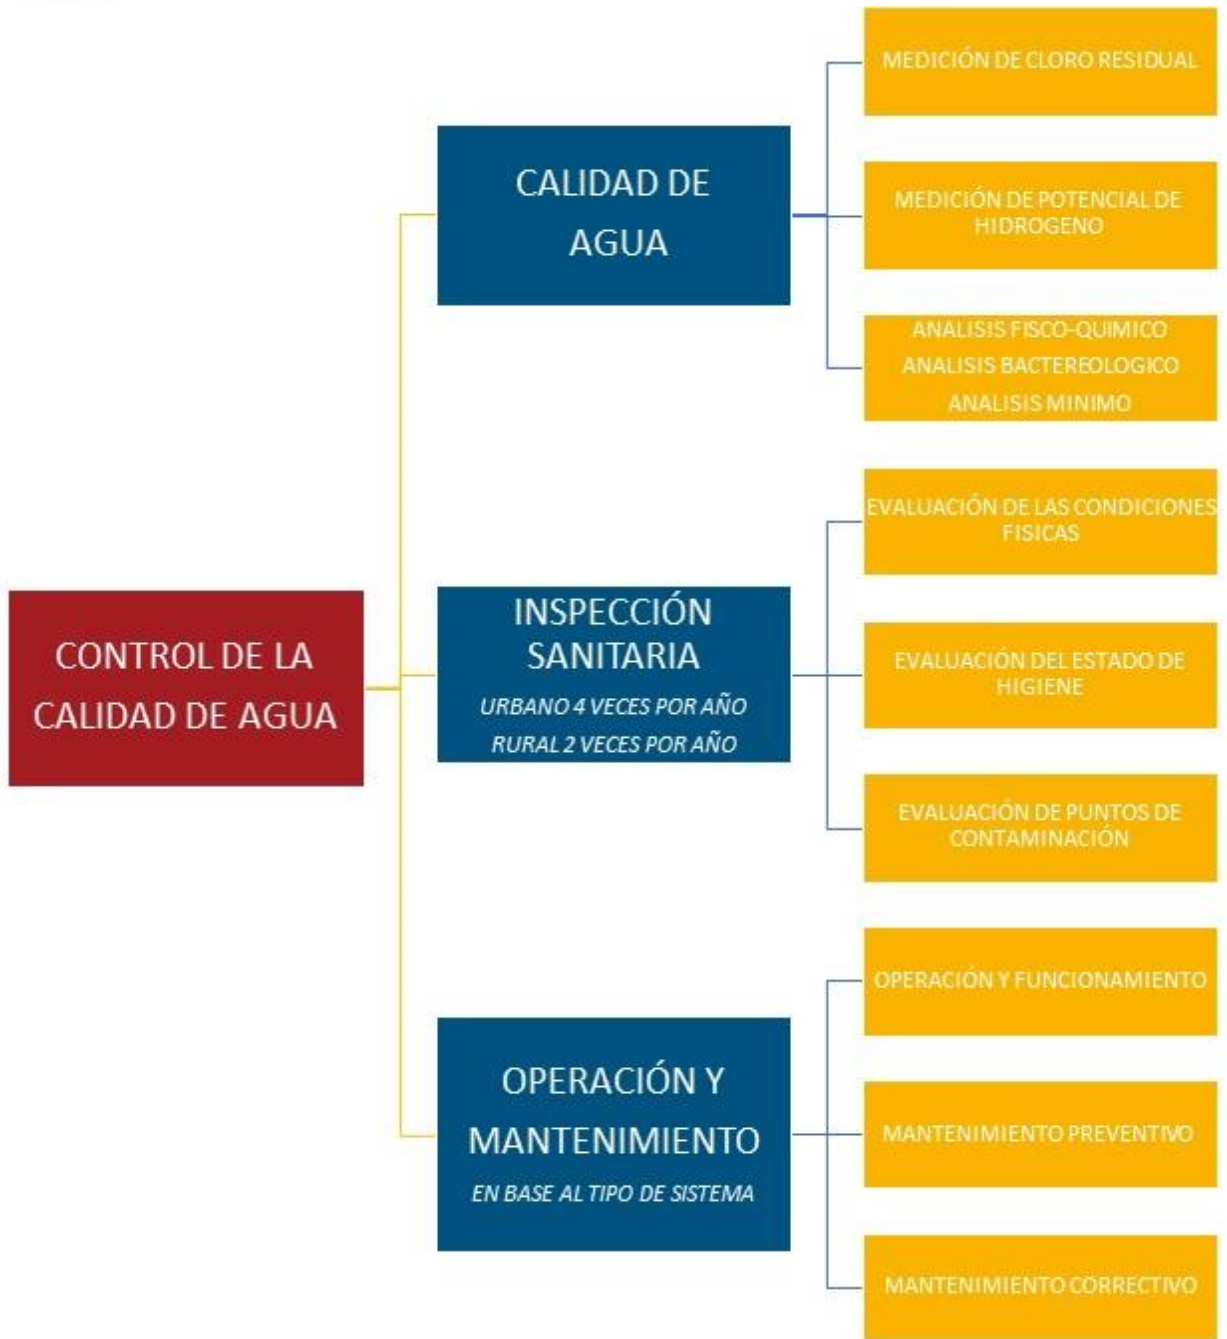 CONTROL DE LA
CALIDAD DE AGUA
CALIDAD DE
AGUA
MEDICIÓN DE CLORO RESIDUAL
MEDICIÓN DE POTENCIAL DE
HIDROGENO
ANALISIS FISCO-QUIMICO
ANALISIS BACTEREOLOGICO
ANALISIS MINIMO
INSPECCIÓN
SANITARIA
URBANO 4 VECES POR AÑO
RURAL 2 VECES POR AÑO
EVALUACIÓN DE LAS CONDICIONES
FISICAS
EVALUACIÓN DEL ESTADO DE
HIGIENE
EVALUACIÓN DE PUNTOS DE
CONTAMINACIÓN
OPERACIÓN Y
MANTENIMIENTO
EN BASE AL TIPO DE SISTEMA
OPERACIÓN Y FUNCIONAMIENTO
MANTENIMIENTO PREVENTIVO
MANTENIMIENTO CORRECTIVO